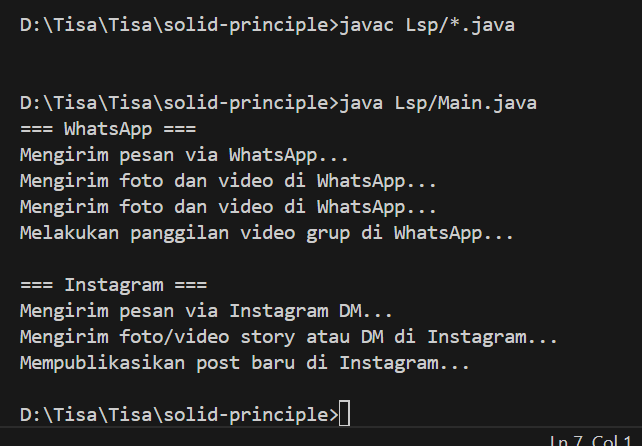 D:\Tisa\Tisa\solid-principle>javac Lsp/*.java
D:\Tisa\Tisa\solid-principle>java Lsp/Main.java
=== WhatsApp ===
Mengirim pesan via WhatsApp...
Mengirim foto dan video di WhatsApp...
Mengirim foto dan video di WhatsApp...
Melakukan panggilan video grup di WhatsApp...
=== Instagram ===
Mengirim pesan via Instagram DM...
Mengirim foto/video story atau DM di Instagram...
Mempublikasikan post baru di Instagram...
D:\Tisa\Tisa\solid-principle>
Ln 7, Col 1